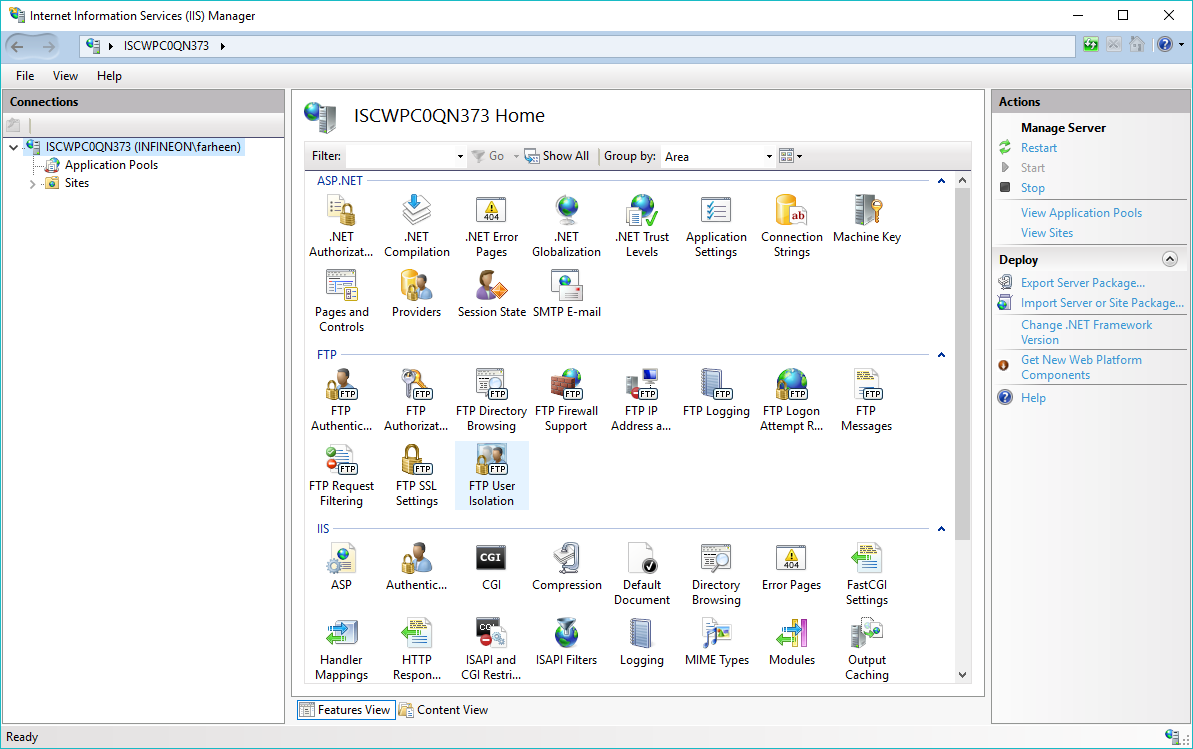 Internet Information Services (IIS) Manager
ISCWPC0QN373
File View Help
Connections
ISCWPC0QN373 (INFINEON\farheen)
Application Pools
Sites
ISCWPC0QN373 Home
Filter: Go Show All Group by: Area
ASP.NET
.NET Authorizat...
.NET Compilation
.NET Error Pages
.NET Globalization
.NET Trust Levels
Application Settings
Connection Strings
Machine Key
Pages and Controls
Providers
Session State
SMTP E-mail
FTP
FTP Authentic...
FTP Authorizat...
FTP Directory Browsing
FTP Firewall Support
FTP IP Address a...
FTP Logging
FTP Logon Attempt R...
FTP Messages
FTP Request Filtering
FTP SSL Settings
FTP User Isolation
IIS
ASP
Authentic...
CGI
Compression
Default Document
Directory Browsing
Error Pages
FastCGI Settings
Handler Mappings
HTTP Respon...
ISAPI and CGI Restri...
ISAPI Filters
Logging
MIME Types
Modules
Output Caching
Features View
Content View
Actions
Manage Server
Restart
Start
Stop
View Application Pools
View Sites
Deploy
Export Server Package...
Import Server or Site Package...
Change .NET Framework
Version
Get New Web Platform
Components
Help
Ready